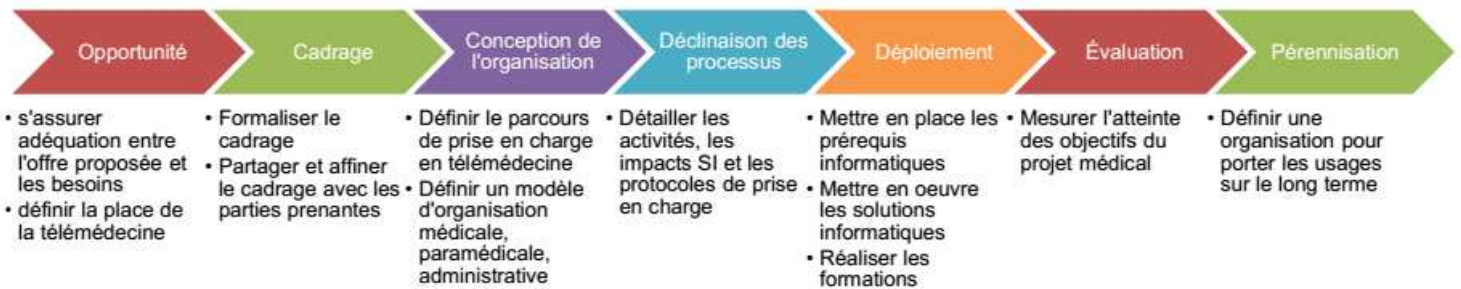 Opportunité
Cadrage
Conception de
l'organisation
Déclinaison des
processus
Déploiement
Évaluation
Pérennisation
• s'assurer
adéquation entre
l'offre proposée et
les besoins
• définir la place de
la télémédecine
• Formaliser le
cadrage
• Partager et affiner
le cadrage avec les
parties prenantes
• Définir le parcours
de prise en charge
en télémédecine
• Définir un modèle
d'organisation
médicale,
paramédicale,
administrative
• Détailler les
activités, les
impacts SI et les
protocoles de prise
en charge
• Mettre en place les
prérequis
informatiques
• Mettre en oeuvre
les solutions
informatiques
• Réaliser les
formations
• Mesurer l'atteinte
des objectifs du
projet médical
• Définir une
organisation pour
porter les usages
sur le long terme